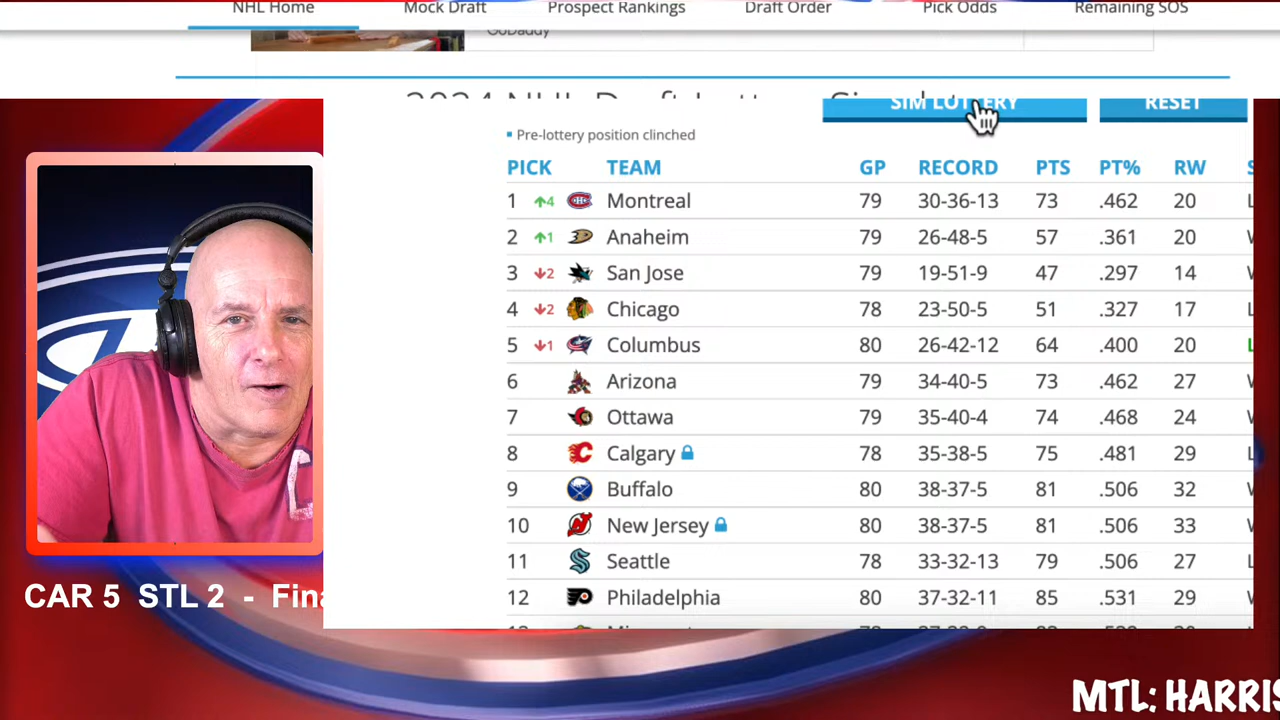 NHL Home Mock Draft Prospect Rankings Draft Order Pick Odds Remaining SOS
GoDaddy
2024 NHL Draft Lottery
SIM LOTTERY RESET
Pre-lottery position clinched
PICK TEAM GP RECORD PTS PT% RW
1 4 Montreal 79 30-36-13 73 .462 20
2 1 Anaheim 79 26-48-5 57 .361 20
3 2 San Jose 79 19-51-9 47 .297 14
4 2 Chicago 78 23-50-5 51 .327 17
5 1 Columbus 80 26-42-12 64 .400 20
6 Arizona 79 34-40-5 73 .462 27
7 Ottawa 79 35-40-4 74 .468 24
8 Calgary 78 35-38-5 75 .481 29
9 Buffalo 80 38-37-5 81 .506 32
10 New Jersey 80 38-37-5 81 .506 33
11 Seattle 78 33-32-13 79 .506 27
12 Philadelphia 80 37-32-11 85 .531 29
CAR 5 STL 2 - Fina
MTL: HARRIS